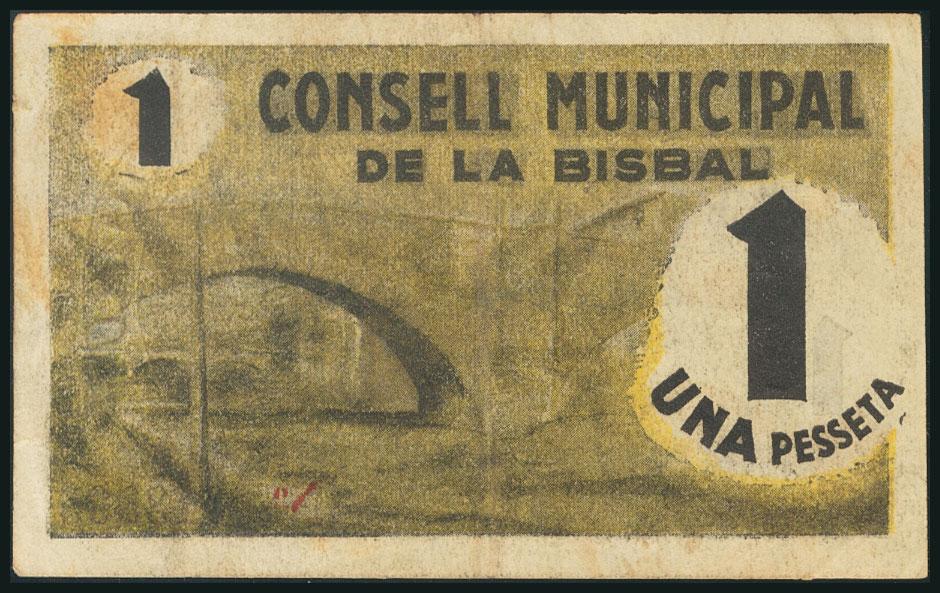 1
CONSELL MUNICIPAL
DE LA BISBAL
1
UNA PESSETA